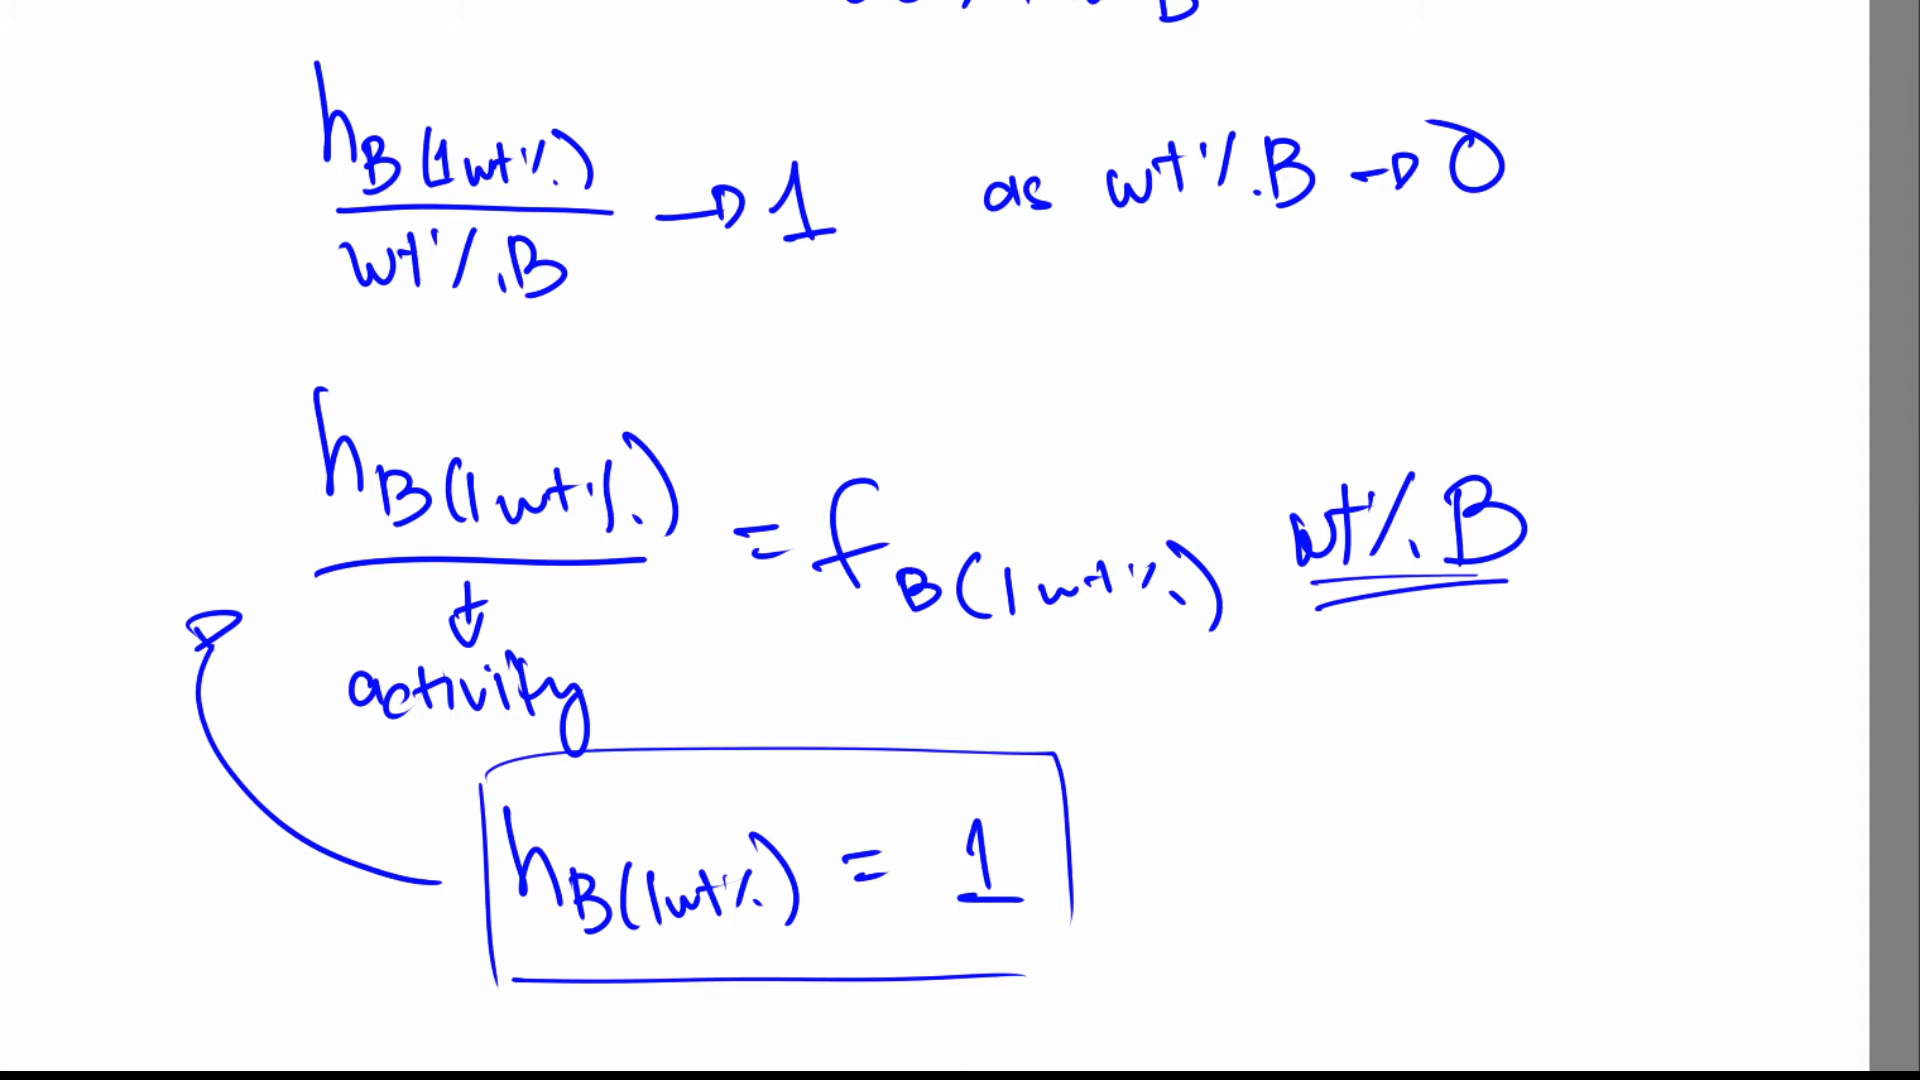 h_B(1wt%.) / wt%.B → 1 as wt%.B → 0
h_B(1wt%.) = f_B(1wt%.) wt%.B
↓
activity
h_B(1wt%.) = 1